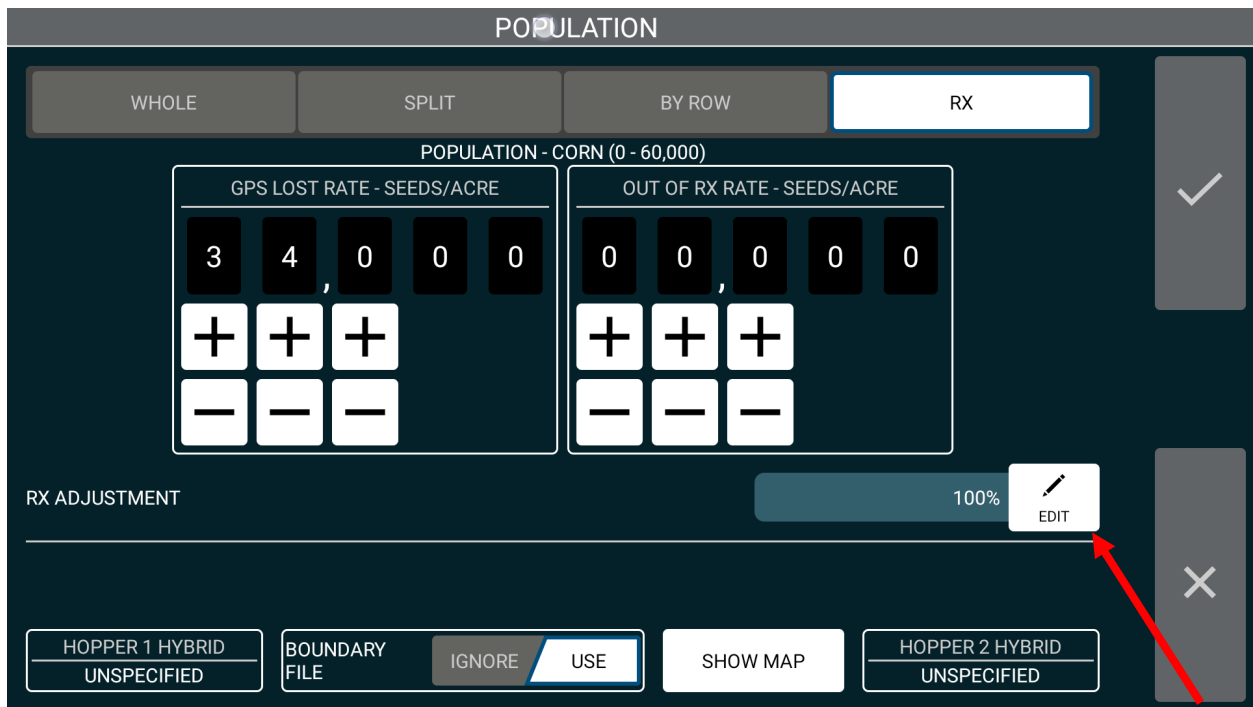 POPULATION
WHOLE SPLIT BY ROW RX
POPULATION - CORN (0 - 60,000)
GPS LOST RATE - SEEDS/ACRE OUT OF RX RATE - SEEDS/ACRE
3 4 , 0 0 0 0 0 , 0 0 0
RX ADJUSTMENT 100% EDIT
HOPPER 1 HYBRID
UNSPECIFIED
BOUNDARY
FILE
IGNORE USE
SHOW MAP
HOPPER 2 HYBRID
UNSPECIFIED